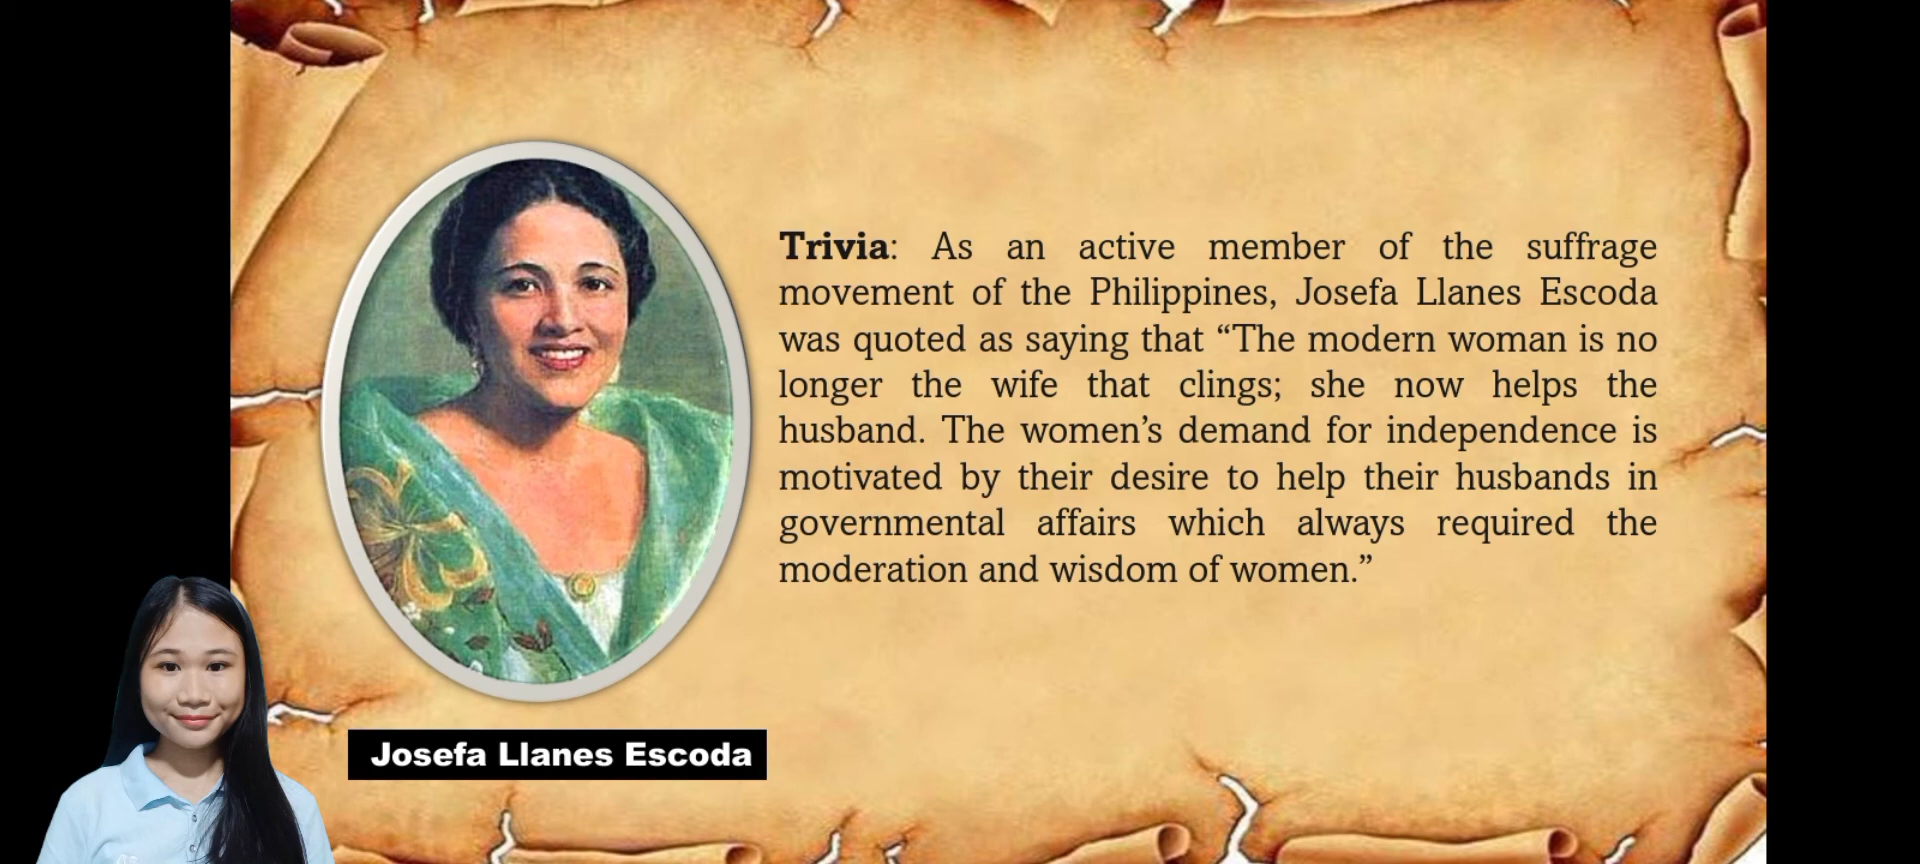 Trivia: As an active member of the suffrage
movement of the Philippines, Josefa Llanes Escoda
was quoted as saying that “The modern woman is no
longer the wife that clings; she now helps the
husband. The women’s demand for independence is
motivated by their desire to help their husbands in
governmental affairs which always required the
moderation and wisdom of women.”
Josefa Llanes Escoda